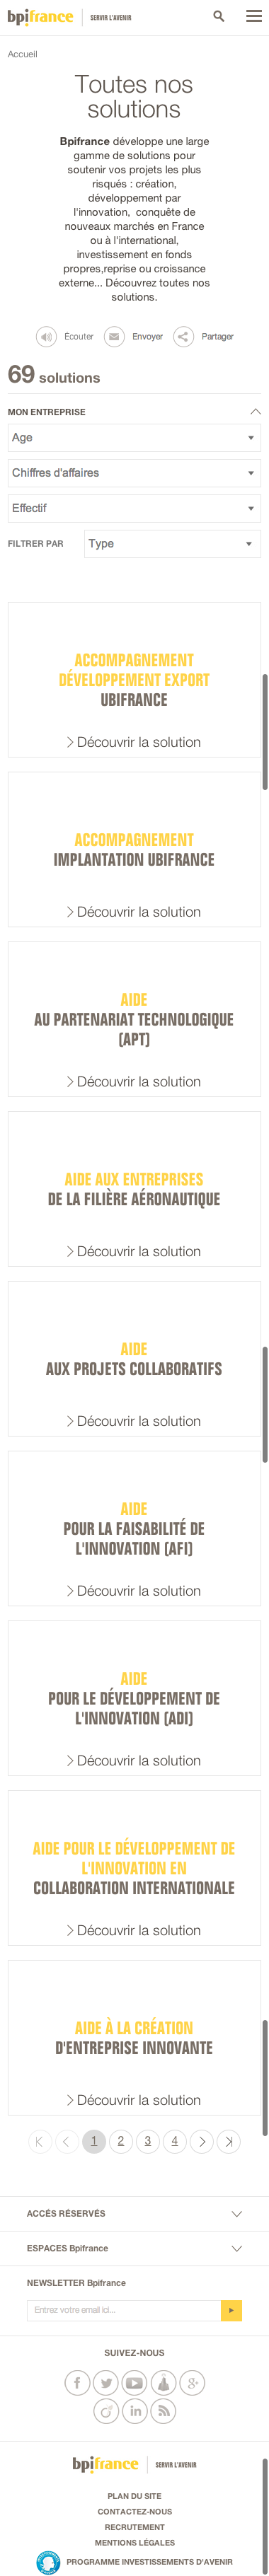 bpifrance SERVIR L'AVENIR
Accueil
Toutes nos
solutions
Bpifrance développe une large
gamme de solutions pour
soutenir vos projets les plus
risqués : création,
développement par
l'innovation, conquête de
nouveaux marchés en France
ou à l'international,
investissement en fonds
propres,reprise ou croissance
externe... Découvrez toutes nos
solutions.
Écouter Envoyer Partager
69 solutions
MON ENTREPRISE
Age
Chiffres d'affaires
Effectif
FILTRER PAR Type
ACCOMPAGNEMENT
DÉVELOPPEMENT EXPORT
UBIFRANCE
Découvrir la solution
ACCOMPAGNEMENT
IMPLANTATION UBIFRANCE
Découvrir la solution
AIDE
AU PARTENARIAT TECHNOLOGIQUE
(APT)
Découvrir la solution
AIDE AUX ENTREPRISES
DE LA FILIÈRE AÉRONAUTIQUE
Découvrir la solution
AIDE
AUX PROJETS COLLABORATIFS
Découvrir la solution
AIDE
POUR LA FAISABILITÉ DE
L'INNOVATION (AFI)
Découvrir la solution
AIDE
POUR LE DÉVELOPPEMENT DE
L'INNOVATION (ADI)
Découvrir la solution
AIDE POUR LE DÉVELOPPEMENT DE
L'INNOVATION EN
COLLABORATION INTERNATIONALE
Découvrir la solution
AIDE À LA CRÉATION
D'ENTREPRISE INNOVANTE
Découvrir la solution
1 2 3 4
ACCÉS RÉSERVÉS
ESPACES Bpifrance
NEWSLETTER Bpifrance
Entrez votre email ici...
SUIVEZ-NOUS
bpifrance SERVIR L'AVENIR
PLAN DU SITE
CONTACTEZ-NOUS
RECRUTEMENT
MENTIONS LÉGALES
PROGRAMME INVESTISSEMENTS D'AVENIR